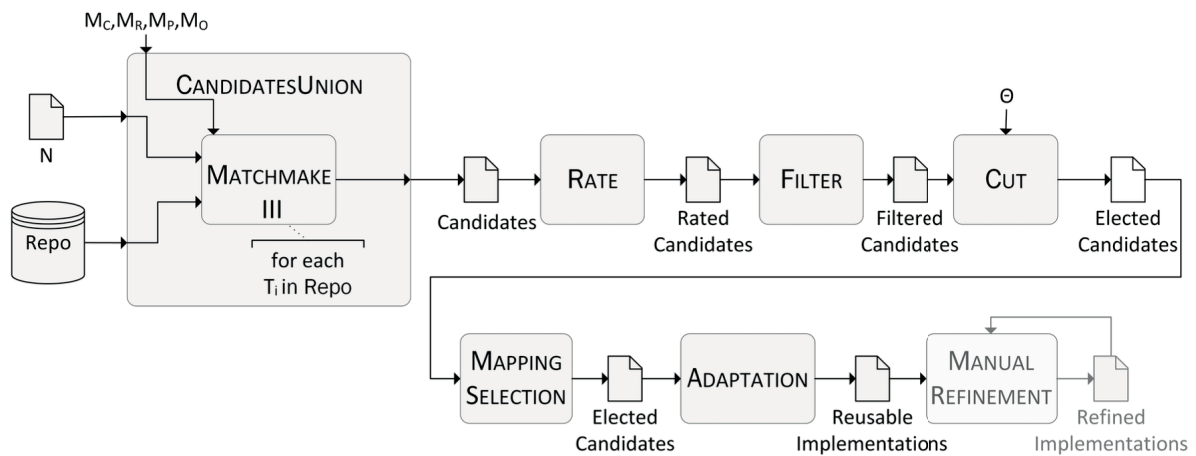 MC,MR,MP,MO
CANDIDATESUNION
N
MATCHMAKE
Repo
for each
Ti in Repo
Candidates
RATE
Rated
Candidates
FILTER
Filtered
Candidates
Θ
CUT
Elected
Candidates
MAPPING
SELECTION
Elected
Candidates
ADAPTATION
Reusable
Implementations
MANUAL
REFINEMENT
Refined
Implementations